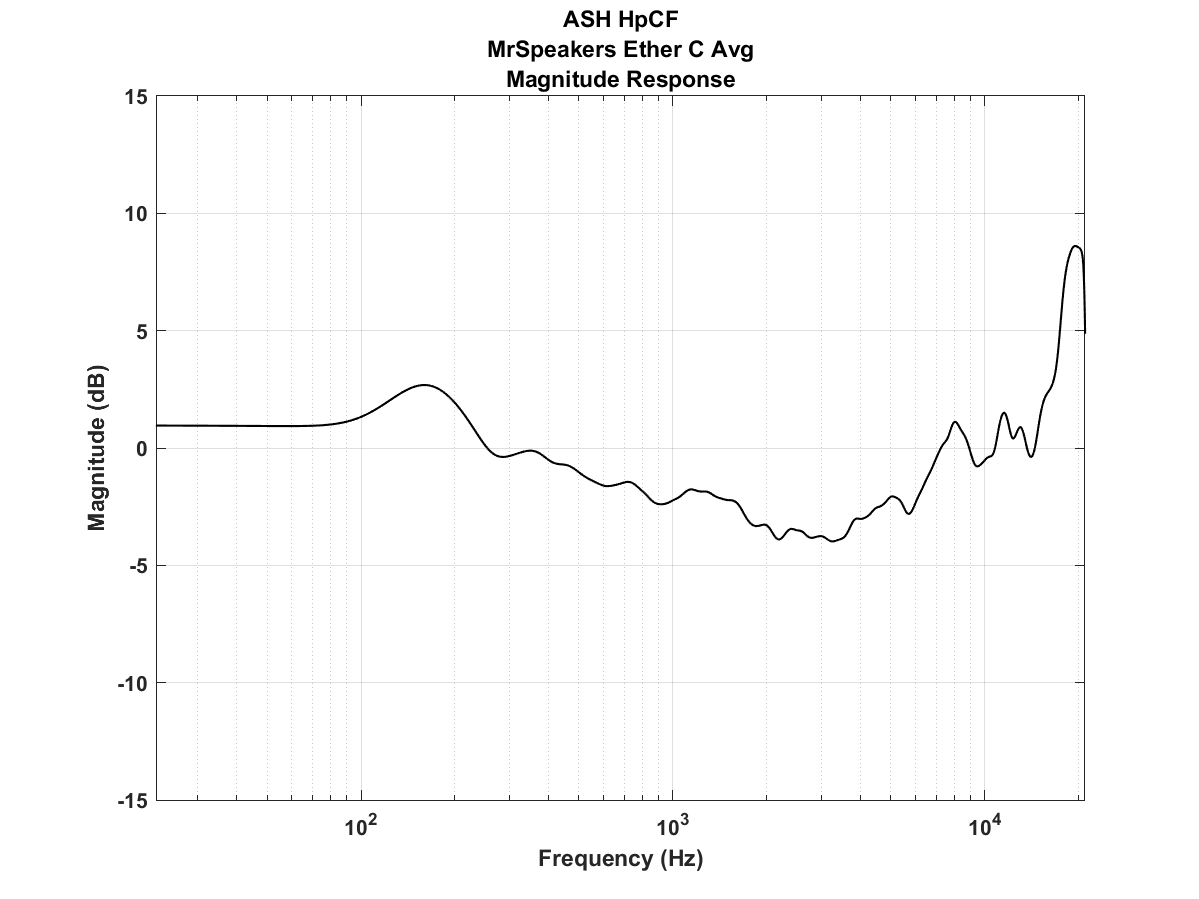 ASH HpCF
MrSpeakers Ether C Avg
Magnitude Response
15
10
5
0
-5
-10
-15
Magnitude (dB)
10²
10³
10⁴
Frequency (Hz)